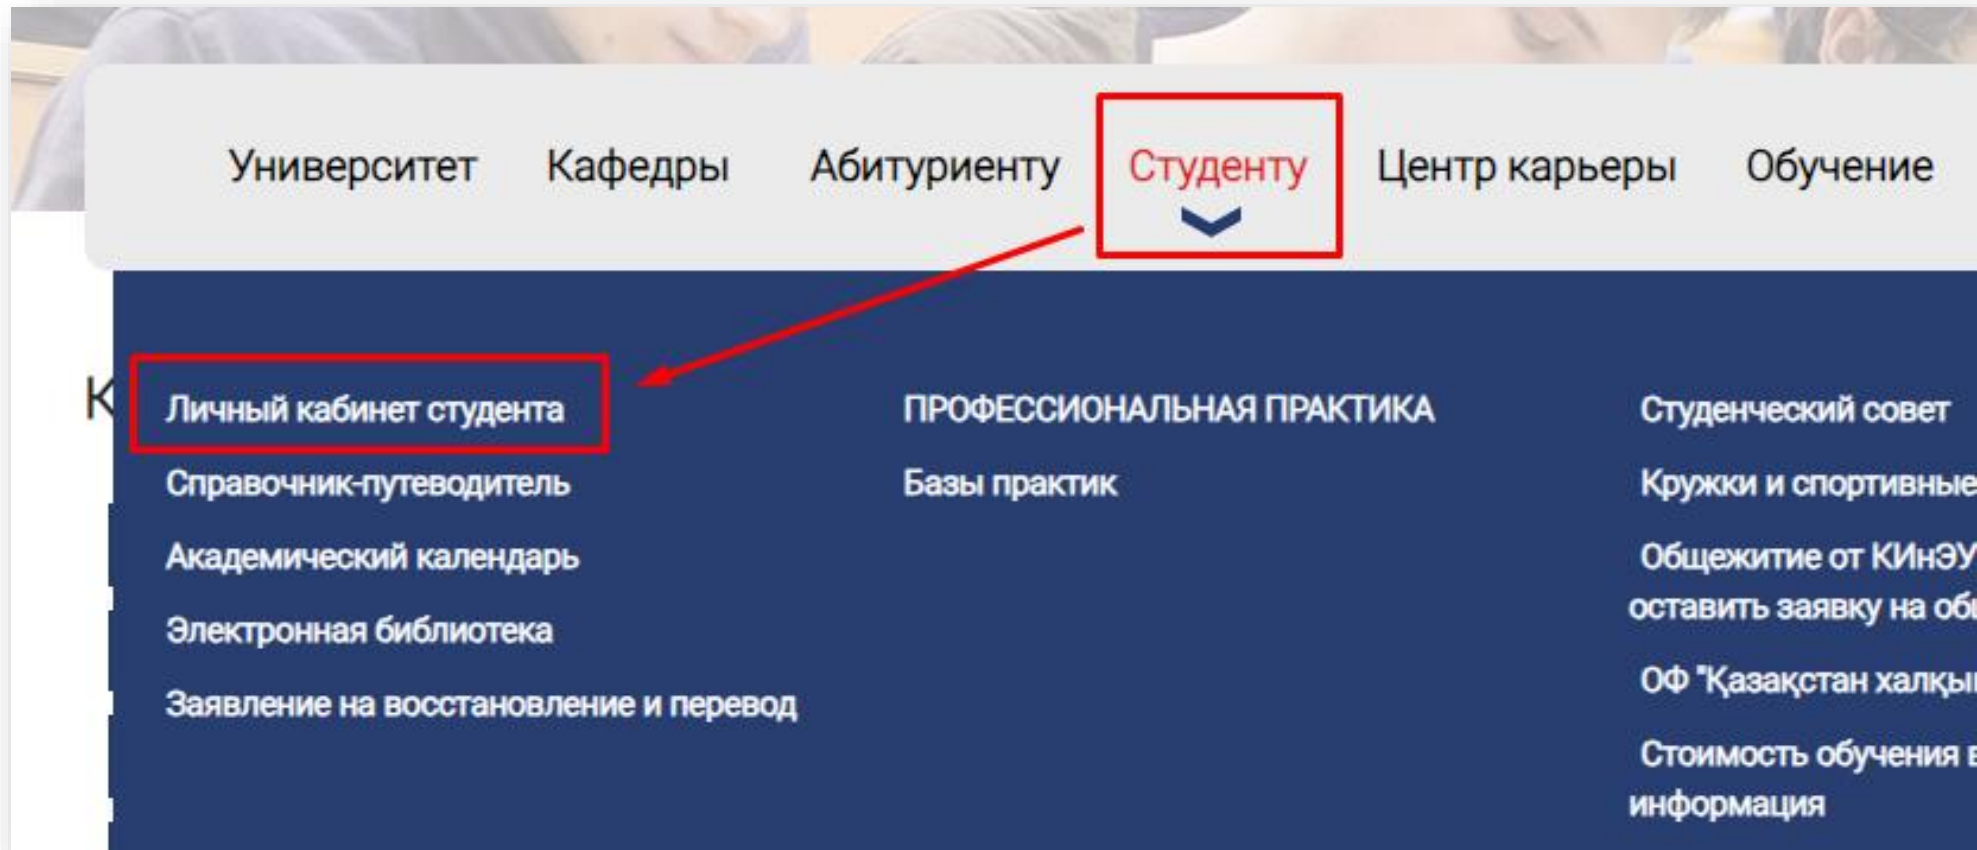 Университет Кафедры Абитуриенту Студенту Центр карьеры Обучение
Личный кабинет студента
Справочник-путеводитель
Академический календарь
Электронная библиотека
Заявление на восстановление и перевод
ПРОФЕССИОНАЛЬНАЯ ПРАКТИКА
Базы практик
Студенческий совет
Кружки и спортивные
Общежитие от КИнЭУ
оставить заявку на
ОФ "Қазақстан
Стоимость обучения
информация